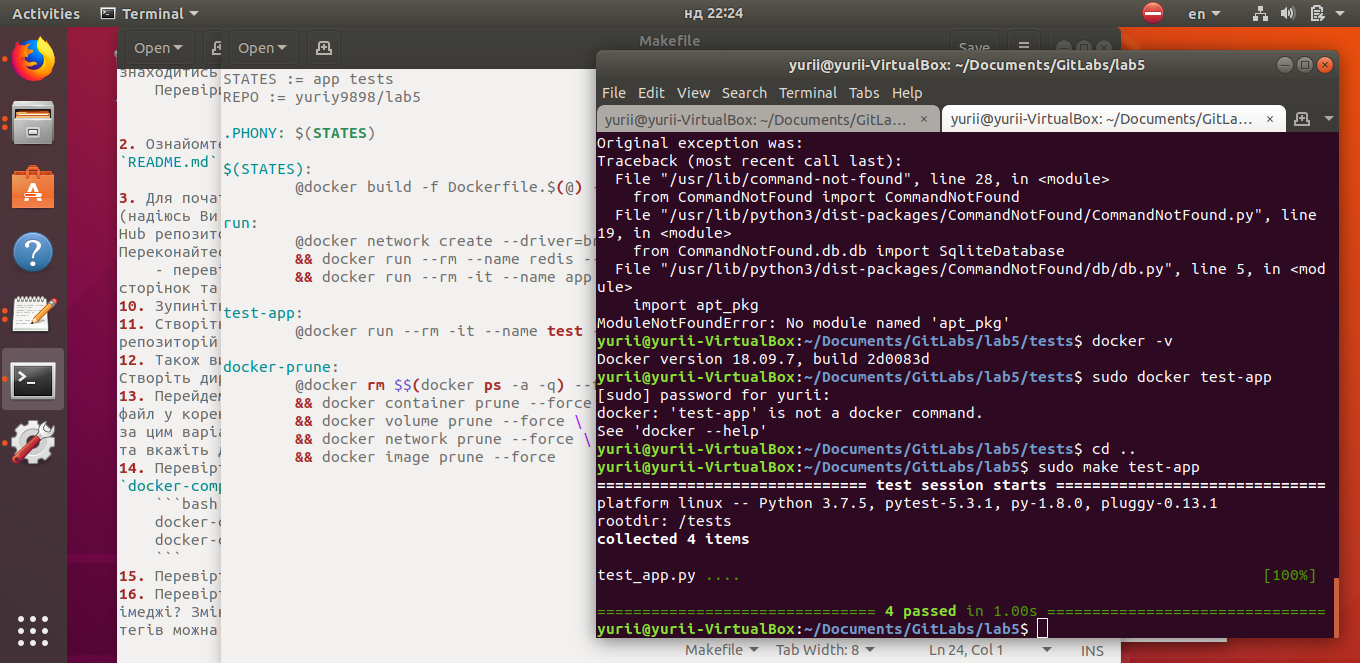 Activities
Terminal
нд 22:24
en
Open
Open
Makefile
Save
знаходитись
Перевіри
2. Ознайомте
`README.md`
3. Для почат
(надіюсь Ви
Hub репозито
Переконайтес
- перев
сторінок та
10. Зупиніть
11. Створіть
репозиторій
12. Також ви
Створіть дир
13. Перейдем
файл у корен
за цим варіа
та вкажіть Д
14. Перевірт
`docker-comp
```bash
docker-c
docker-c
```
15. Перевірт
16. Перевірт
імеджі? Змін
тегів можна
STATES := app tests
REPO := yuriy9898/lab5
.PHONY: $(STATES)
$(STATES):
@docker build -f Dockerfile.$(@) -
run:
@docker network create --driver=br
&& docker run --rm --name redis --
&& docker run --rm -it --name app
test-app:
@docker run --rm -it --name test -
docker-prune:
@docker rm $$(docker ps -a -q) --
&& docker container prune --force
&& docker volume prune --force \
&& docker network prune --force \
&& docker image prune --force
Makefile
Tab Width: 8
Ln 24, Col 1
INS
yurii@yurii-VirtualBox: ~/Documents/GitLabs/lab5
File Edit View Search Terminal Tabs Help
yurii@yurii-VirtualBox: ~/Documents/GitLa... ×
yurii@yurii-VirtualBox: ~/Documents/GitLa... ×
Original exception was:
Traceback (most recent call last):
File "/usr/lib/command-not-found", line 28, in <module>
from CommandNotFound import CommandNotFound
File "/usr/lib/python3/dist-packages/CommandNotFound/CommandNotFound.py", line
19, in <module>
from CommandNotFound.db.db import SqliteDatabase
File "/usr/lib/python3/dist-packages/CommandNotFound/db/db.py", line 5, in <mod
ule>
import apt_pkg
ModuleNotFoundError: No module named 'apt_pkg'
yurii@yurii-VirtualBox:~/Documents/GitLabs/lab5/tests$ docker -v
Docker version 18.09.7, build 2d0083d
yurii@yurii-VirtualBox:~/Documents/GitLabs/lab5/tests$ sudo docker test-app
[sudo] password for yurii:
docker: 'test-app' is not a docker command.
See 'docker --help'
yurii@yurii-VirtualBox:~/Documents/GitLabs/lab5/tests$ cd ..
yurii@yurii-VirtualBox:~/Documents/GitLabs/lab5$ sudo make test-app
============================== test session starts ==============================
platform linux -- Python 3.7.5, pytest-5.3.1, py-1.8.0, pluggy-0.13.1
rootdir: /tests
collected 4 items
test_app.py .... [100%]
=============================== 4 passed in 1.00s ===============================
yurii@yurii-VirtualBox:~/Documents/GitLabs/lab5$